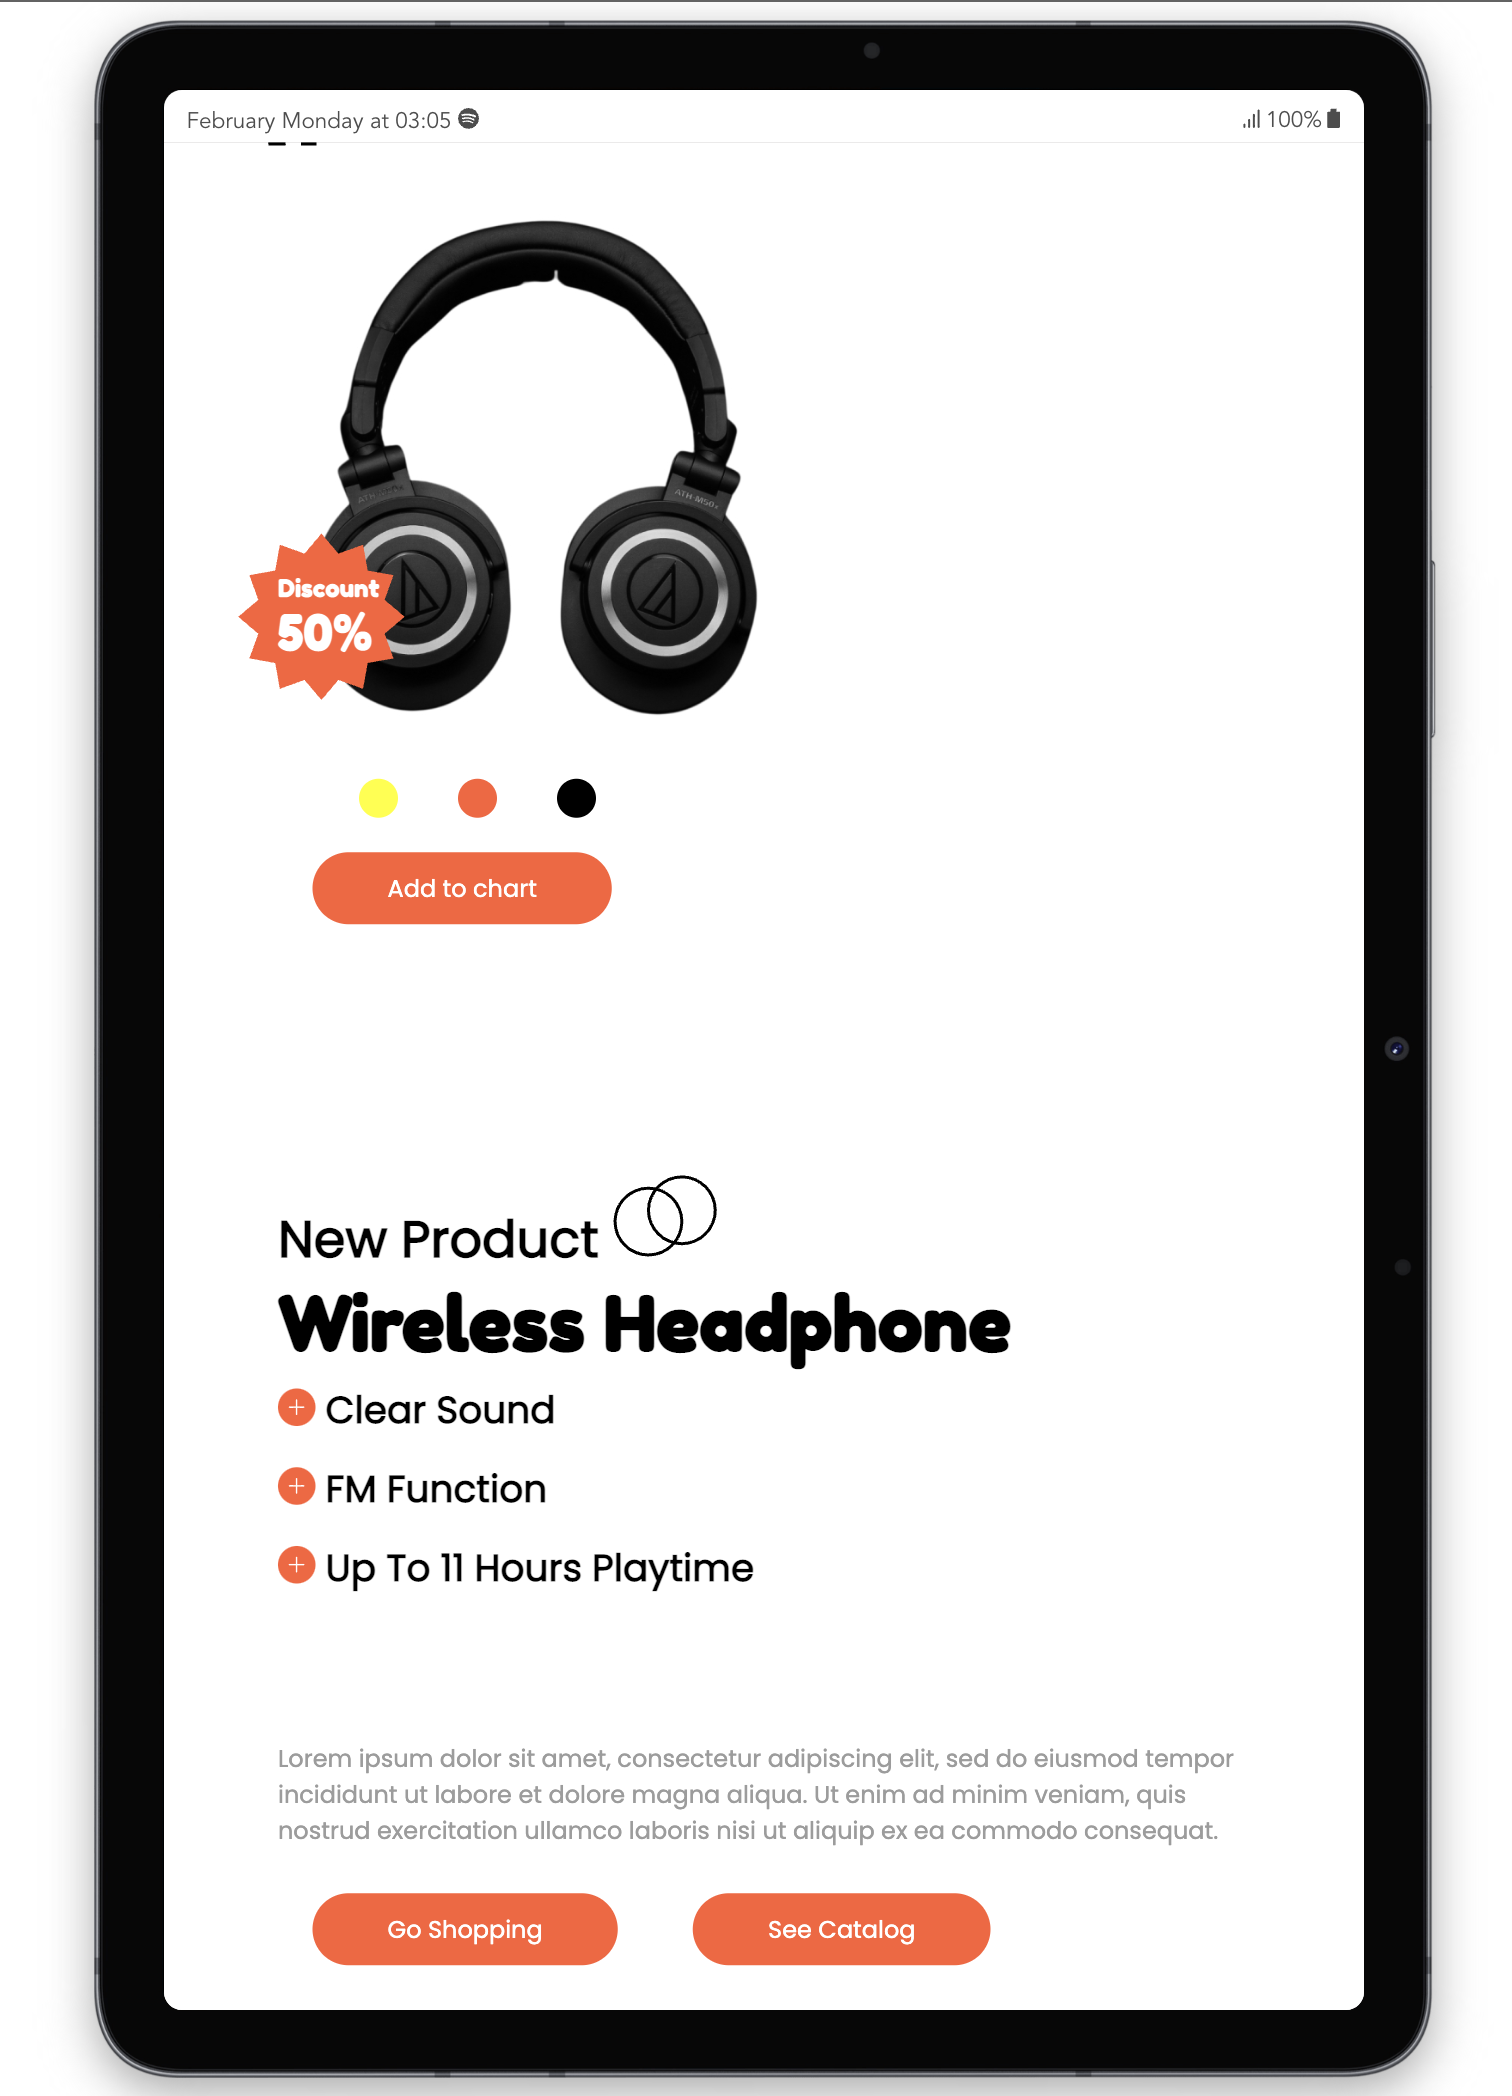 February Monday at 03:05
100%
ATH-M50x
Discount
50%
Add to chart
New Product
Wireless Headphone
Clear Sound
FM Function
Up To 11 Hours Playtime
Lorem ipsum dolor sit amet, consectetur adipiscing elit, sed do eiusmod tempor
incididunt ut labore et dolore magna aliqua. Ut enim ad minim veniam, quis
nostrud exercitation ullamco laboris nisi ut aliquip ex ea commodo consequat.
Go Shopping
See Catalog